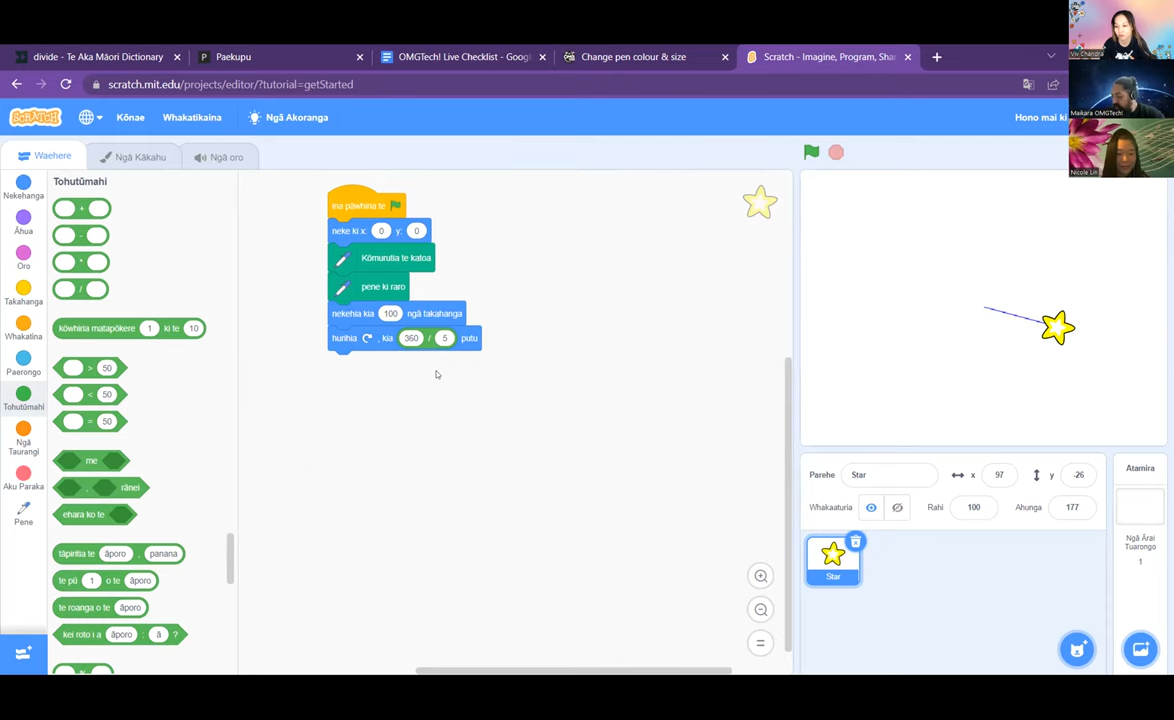 divide - Te Aka Māori Dictionary
Paekupu
OMGTech! Live Checklist - Goog
Change pen colour & size
Scratch - Imagine, Program, Sha
scratch.mit.edu/projects/editor/?tutorial=getStarted
SCRATCH
Kōnae
Whakatikaina
Ngā Akoranga
Hono mai ki
Viv Chandra
Maikara OMGTech!
Nicole Lin
Waehere
Ngā Kākahu
Ngā oro
Nekehanga
Āhua
Oro
Takahanga
Whakatina
Paerongo
Tohutūmahi
Ngā Taurangi
Aku Paraka
Pene
Tohutūmahi
+
-
*
/
kōwhiria matapōkere 1 ki te 10
> 50
< 50
= 50
me
, rānei
ehara ko te
tāpiritia te āporo , panana
te pū 1 o te āporo
te roanga o te āporo
kei roto i a āporo : ā ?
ina pāwhina te
neke ki x: 0 y: 0
Kōmurutia te katoa
pene ki raro
nekehia kia 100 ngā takahanga
hurihia , kia 360 / 5 putu
Parehe Star x 97 y -26
Whakaaturia Rahi 100 Ahunga 177
Star
Atamira
Ngā Ārai Tuarongo
1